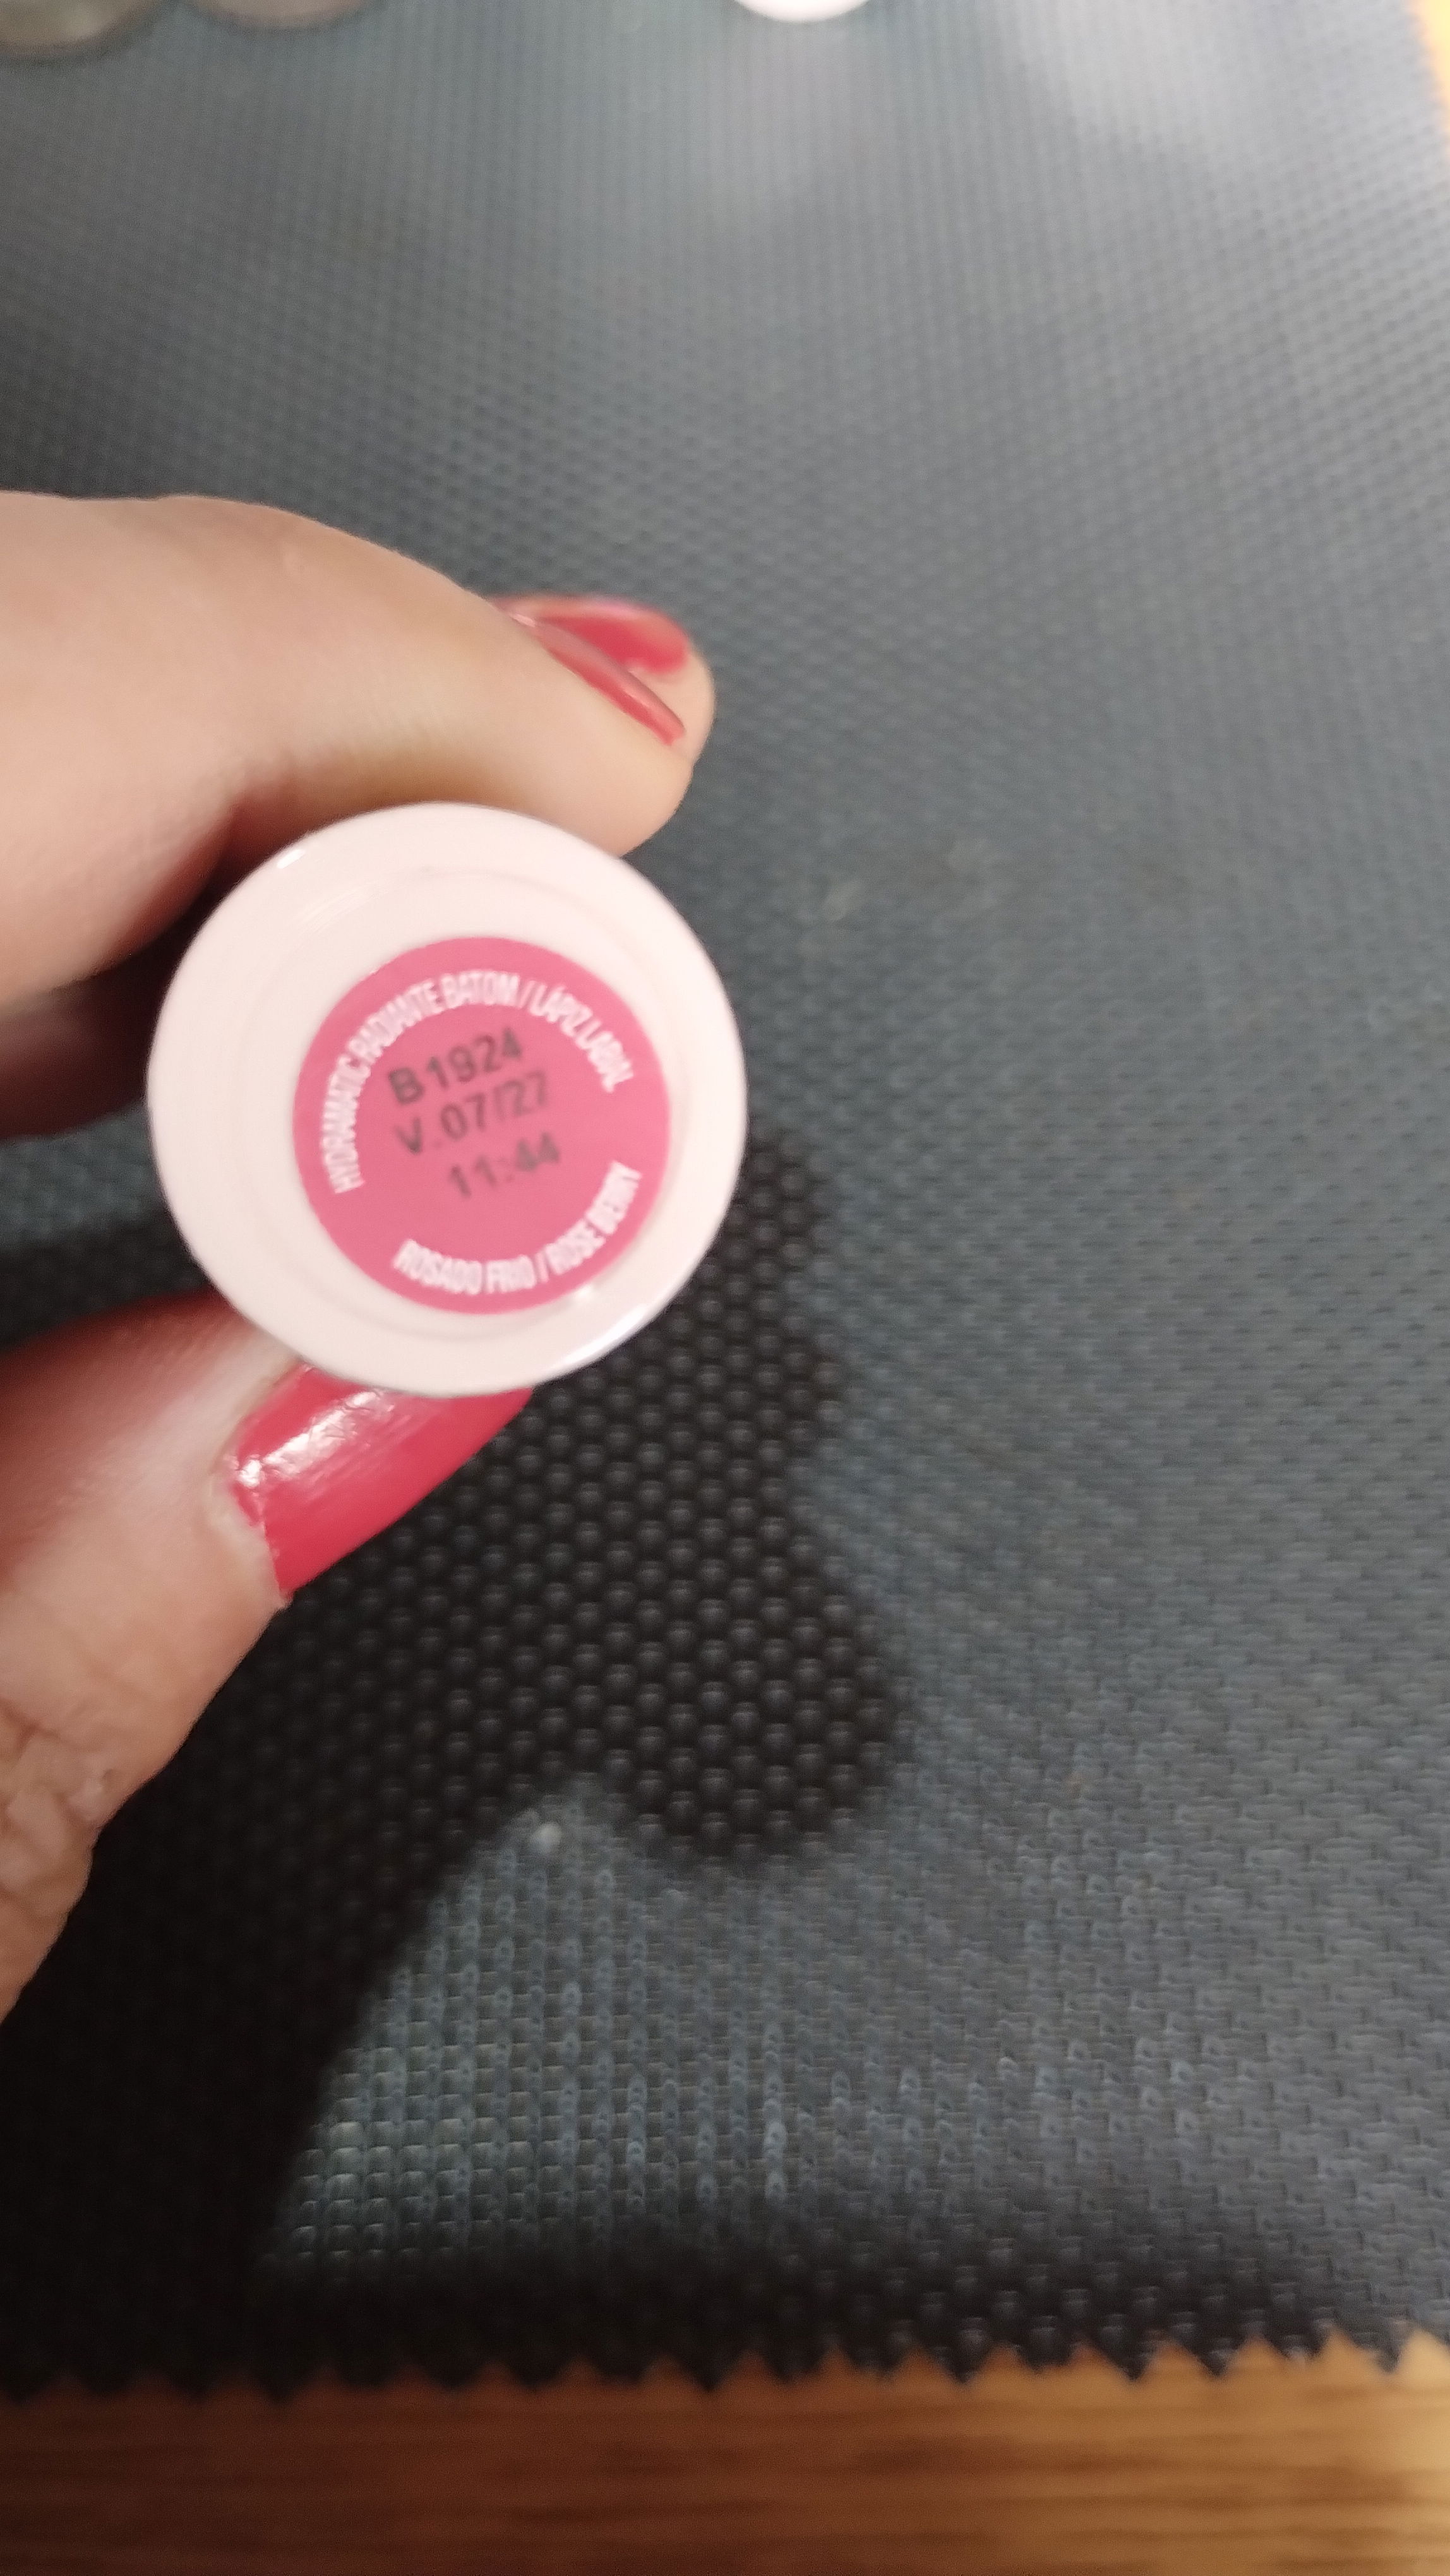 HYDRAMATIC RADIANTE BATOM / LÁPIZ LABIAL
B1924
V.07/27
11:44
ROSADO FRIO / ROSE BERRY